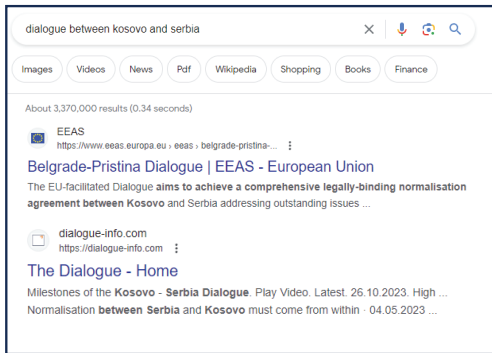 dialogue between kosovo and serbia
Images Videos News Pdf Wikipedia Shopping Books Finance
About 3,370,000 results (0.34 seconds)
EEAS
https://www.eeas.europa.eu › eeas › belgrade-pristina-...
Belgrade-Pristina Dialogue | EEAS - European Union
The EU-facilitated Dialogue aims to achieve a comprehensive legally-binding normalisation
agreement between Kosovo and Serbia addressing outstanding issues ...
dialogue-info.com
https://dialogue-info.com
The Dialogue - Home
Milestones of the Kosovo - Serbia Dialogue. Play Video. Latest. 26.10.2023. High ...
Normalisation between Serbia and Kosovo must come from within · 04.05.2023 ...